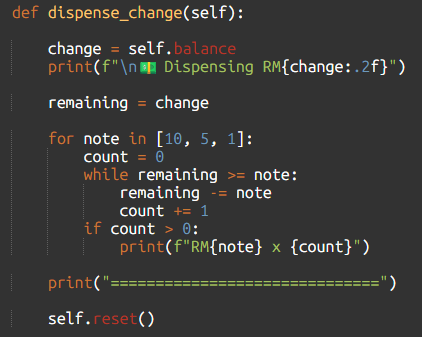 def dispense_change(self):
    change = self.balance
    print(f"\n💵 Dispensing RM{change:.2f}")
    remaining = change
    for note in [10, 5, 1]:
        count = 0
        while remaining >= note:
            remaining -= note
            count += 1
        if count > 0:
            print(f"RM{note} x {count}")
    print("==============================")
    self.reset()